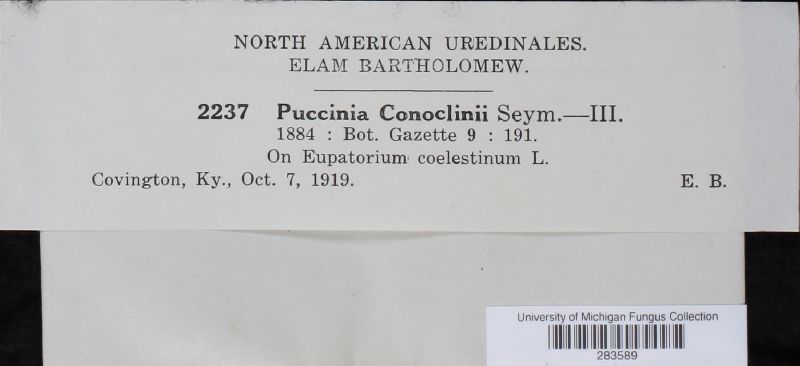 NORTH AMERICAN UREDINALES.
ELAM BARTHOLOMEW.
2237 Puccinia Conoclinii Seym.—III.
1884 : Bot. Gazette 9 : 191.
On Eupatorium coelestinum L.
Covington, Ky., Oct. 7, 1919. E. B.
University of Michigan Fungus Collection
283589